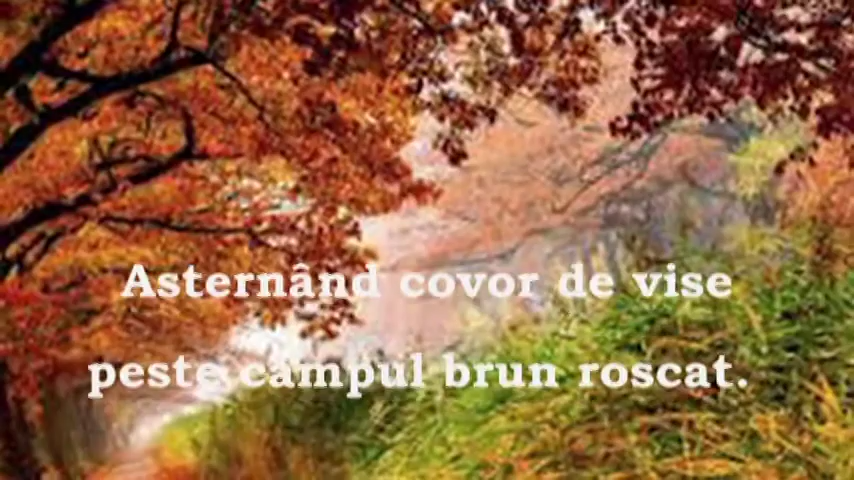 Asternând covor de vise
peste câmpul brun roscat.